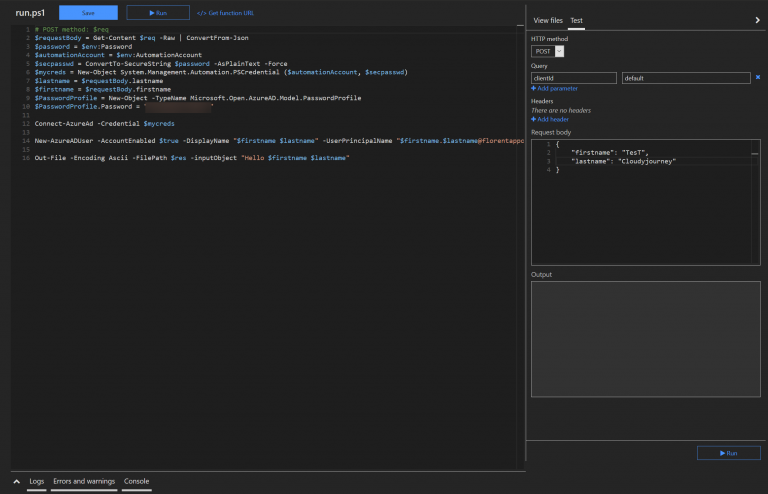 run.ps1
Save
Run
</> Get function URL
1 # POST method: $req
2 $requestBody = Get-Content $req -Raw | ConvertFrom-Json
3 $password = $env:Password
4 $automationAccount = $env:AutomationAccount
5 $secpasswd = ConvertTo-SecureString $password -AsPlainText -Force
6 $mycreds = New-Object System.Management.Automation.PSCredential ($automationAccount, $secpasswd)
7 $lastname = $requestBody.lastname
8 $firstname = $requestBody.firstname
9 $PasswordProfile = New-Object -TypeName Microsoft.Open.AzureAD.Model.PasswordProfile
10 $PasswordProfile.Password = " "
11
12 Connect-AzureAd -Credential $mycreds
13
14 New-AzureADUser -AccountEnabled $true -DisplayName "$firstname $lastname" -UserPrincipalName "$firstname.$lastname@florentappo
15
16 Out-File -Encoding Ascii -FilePath $res -inputObject "Hello $firstname $lastname"
View files
Test
HTTP method
POST
Query
clientId
default
+ Add parameter
Headers
There are no headers
+ Add header
Request body
1 {
2 "firstname": "TesT",
3 "lastname": "Cloudyjourney"
4 }
Output
Run
Logs
Errors and warnings
Console